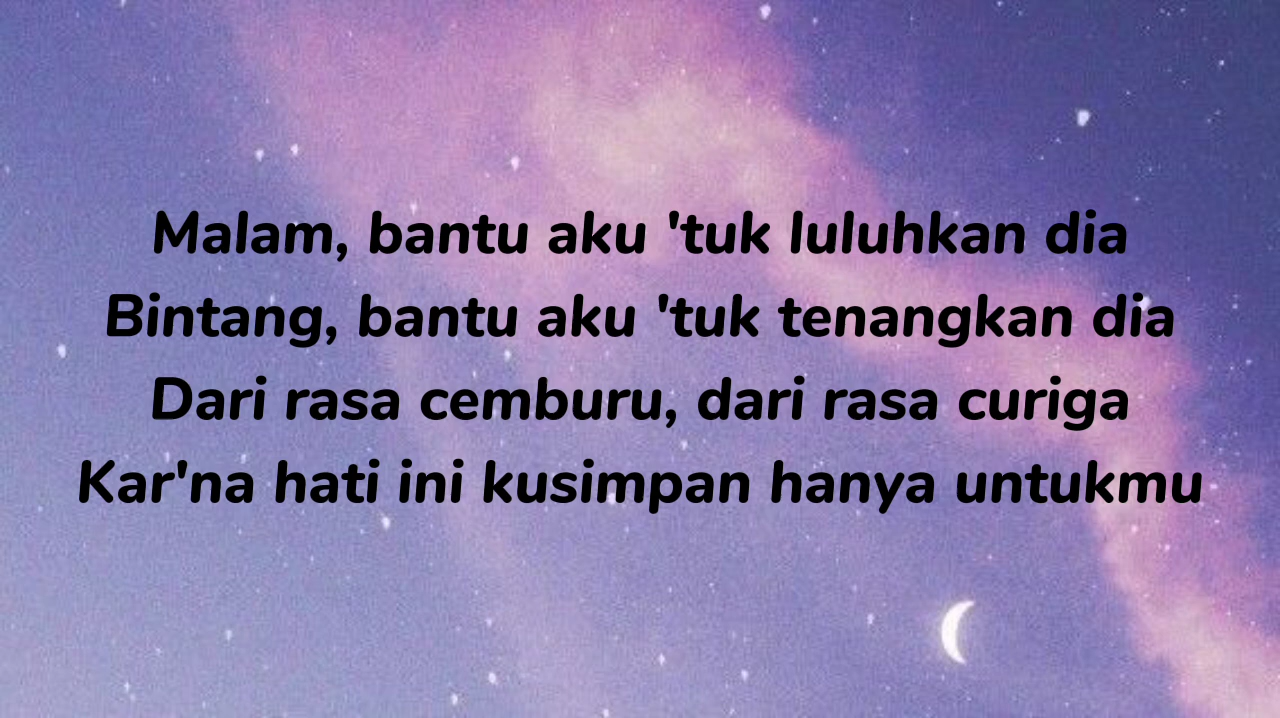 Malam, bantu aku 'tuk luluhkan dia
Bintang, bantu aku 'tuk tenangkan dia
Dari rasa cemburu, dari rasa curiga
Kar'na hati ini kusimpan hanya untukmu